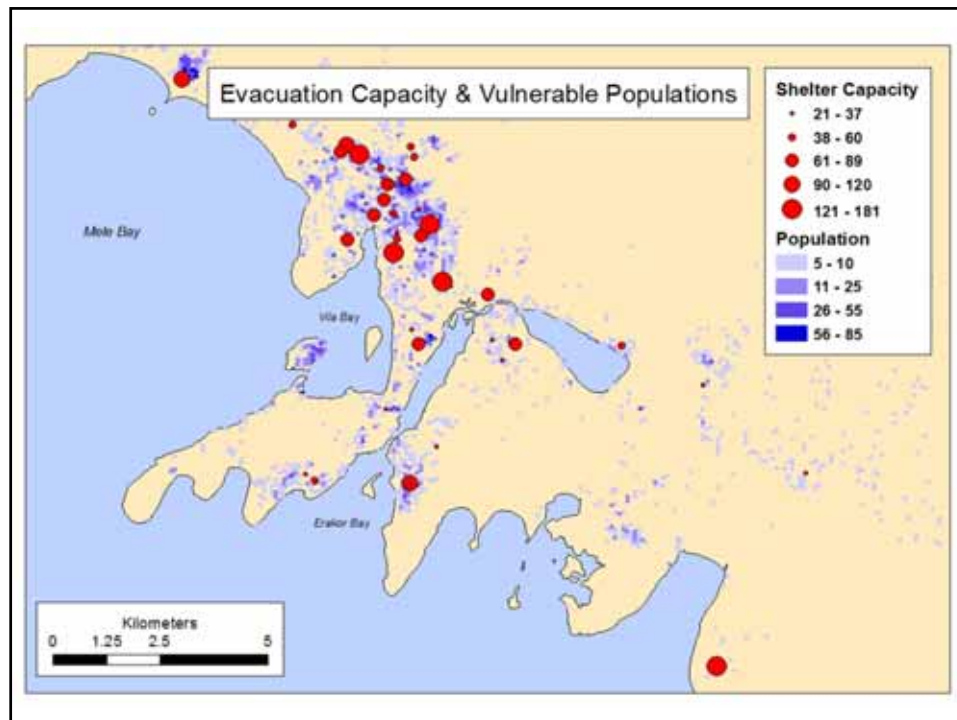 Evacuation Capacity & Vulnerable Populations
Shelter Capacity
21 - 37
38 - 60
61 - 89
90 - 120
121 - 181
Population
5 - 10
11 - 25
26 - 55
56 - 85
Mele Bay
Vila Bay
Erakor Bay
Kilometers
0 1.25 2.5 5